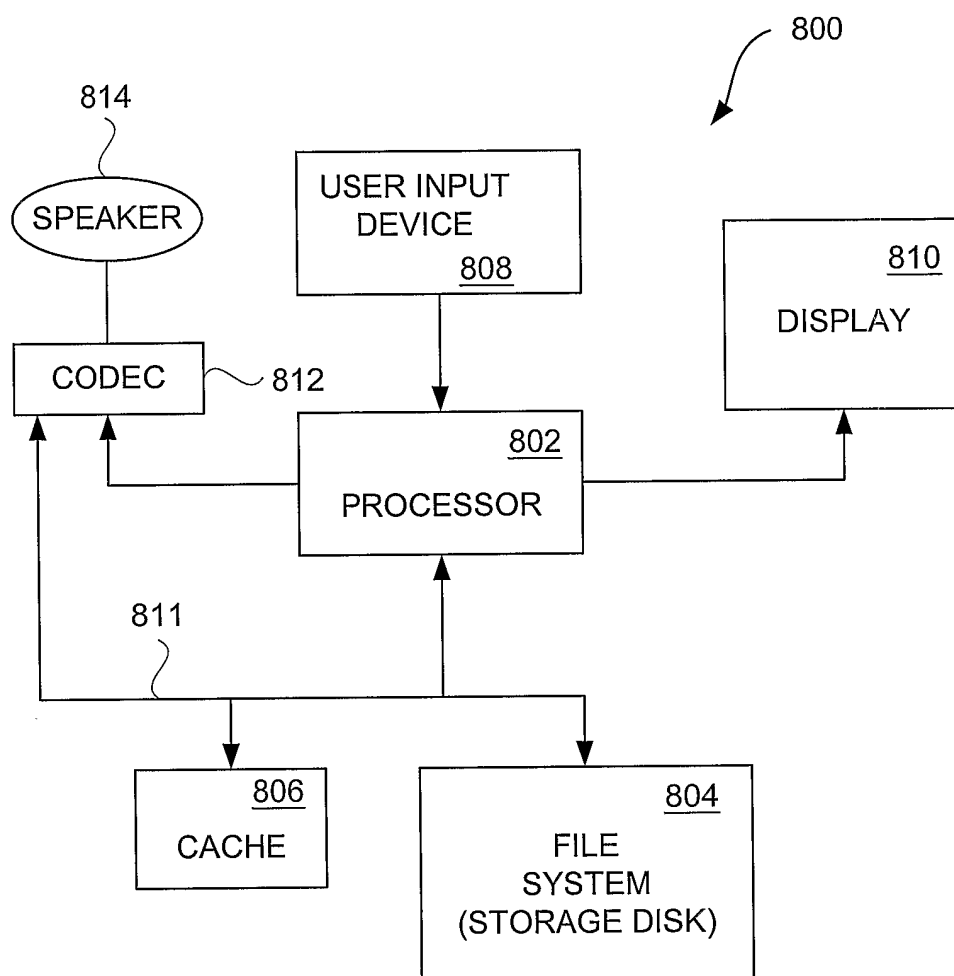 800
814
SPEAKER
USER INPUT
DEVICE
808
810
DISPLAY
CODEC
812
802
PROCESSOR
811
806
CACHE
804
FILE
SYSTEM
(STORAGE DISK)